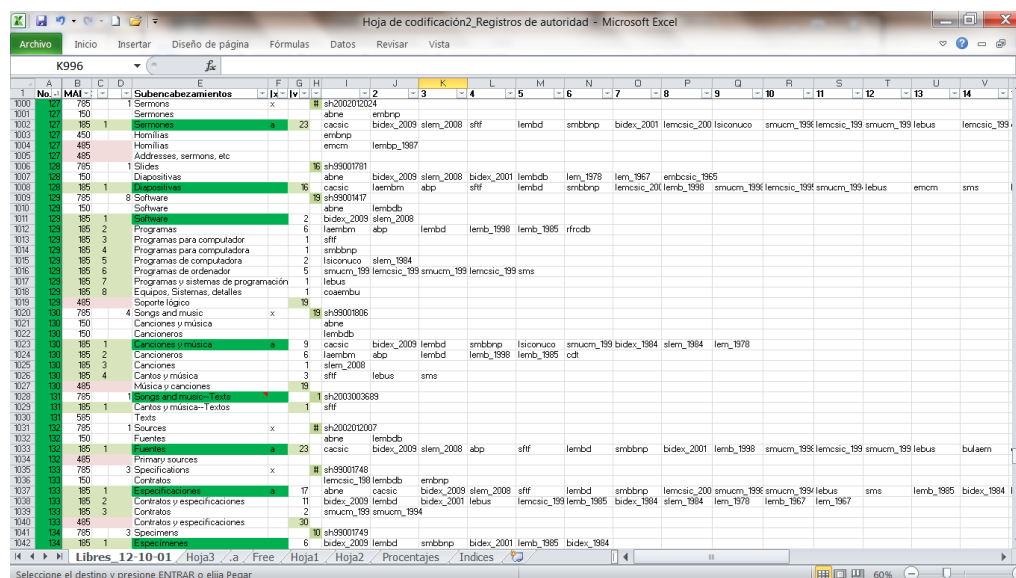 Hoja de codificación2_Registros de autoridad - Microsoft Excel
Archivo Inicio Insertar Diseño de página Fórmulas Datos Revisar Vista
K996 fx
A B C D E F G H I J K L M N O P Q R S T U V
1 No. MAI Subencabezamientos Ix Iv 2 3 4 5 6 7 8 9 10 11 12 13 14
1000 127 785 1 Sermons x # sh2002012024
1001 127 150 Sermones abne embnp
1002 127 185 1 Sermones a 23 cacsic bidex_2009 slem_2008 sftf lembd smbbnp bidex_2001 lemcsic_200 lsiconuco smucm_199 lemcsic_199 smucm_199 lebus lemcsic_199
1003 127 450 Homilías embnp
1004 127 485 Homilías emcm lembp_1987
1005 127 485 Addresses, sermons, etc
1006 128 785 1 Slides 16 sh99001781
1007 128 150 Diapositivas abne bidex_2009 slem_2008 bidex_2001 lembdb lem_1978 lem_1967 embcsic_1965
1008 128 185 1 Diapositivas 16 cacsic laembm abp sftf lembd smbbnp lemcsic_200 lemb_1998 smucm_199 lemcsic_199 smucm_199 lebus emcm sms
1009 129 785 8 Software 19 sh99001417
1010 129 150 Software abne lembdb
1011 129 185 1 Software 2 bidex_2009 slem_2008
1012 129 185 2 Programas 6 laembm abp lembd lemb_1998 lemb_1985 rfrcdb
1013 129 185 3 Programas para computador 1 sftf
1014 129 185 4 Programas para computadora 1 smbbnp
1015 129 185 5 Programas de computadora 2 lsiconuco slem_1984
1016 129 185 6 Programas de ordenador 5 smucm_199 lemcsic_199 smucm_199 lemcsic_199 sms
1017 129 185 7 Programas y sistemas de programación 1 lebus
1018 129 185 8 Equipos, Sistemas, detalles 1 coaembu
1019 129 485 Soporte lógico 19
1020 130 785 4 Songs and music x 19 sh99001806
1021 130 150 Canciones y música abne
1022 130 150 Cancioneros lembdb
1023 130 185 1 Canciones y música a 9 cacsic bidex_2009 lembd smbbnp lsiconuco smucm_199 bidex_1984 slem_1984 lem_1978
1024 130 185 2 Cancioneros 6 laembm abp lembd lemb_1998 lemb_1985 cdt
1025 130 185 3 Canciones 1 slem_2008
1026 130 185 4 Cantos y música 3 sftf lebus sms
1027 130 485 Música y canciones 19
1028 131 785 1 Songs and music--Texts 1 sh2003003689
1029 131 185 1 Cantos y música--Textos 1 sftf
1030 131 585 Texts
1031 132 785 1 Sources x # sh2002012007
1032 132 150 Fuentes abne lembdb
1033 132 185 1 Fuentes a 23 cacsic bidex_2009 slem_2008 abp sftf lembd smbbnp bidex_2001 lemb_1998 smucm_199 lemcsic_199 smucm_199 lebus bulaem
1034 132 485 Primary sources
1035 133 785 3 Specifications x # sh99001748
1036 133 150 Contratos lemcsic_198 lembdb embnp
1037 133 185 1 Especificaciones a 17 abne cacsic bidex_2009 slem_2008 sftf lembd smbbnp lemcsic_200 smucm_199 smucm_1994 lebus sms lemb_1985 bidex_1984
1038 133 185 2 Contratos y especificaciones 11 bidex_2009 lembd bidex_2001 lebus lemcsic_199 lemb_1985 bidex_1984 slem_1984 lem_1978 lemb_1967 lem_1967
1039 133 185 3 Contratos 2 smucm_199 smucm_1994
1040 133 485 Contratos y especificaciones 30
1041 134 785 3 Specimens 10 sh99001749
1042 134 185 1 Especímenes 6 bidex_2009 lembd smbbnp bidex_2001 lemb_1985 bidex_1984
Libres_12-10-01 Hoja3 .a Free Hoja1 Hoja2 Procentajes Indices
Seleccione el destino y presione ENTRAR o elija Pegar 60%